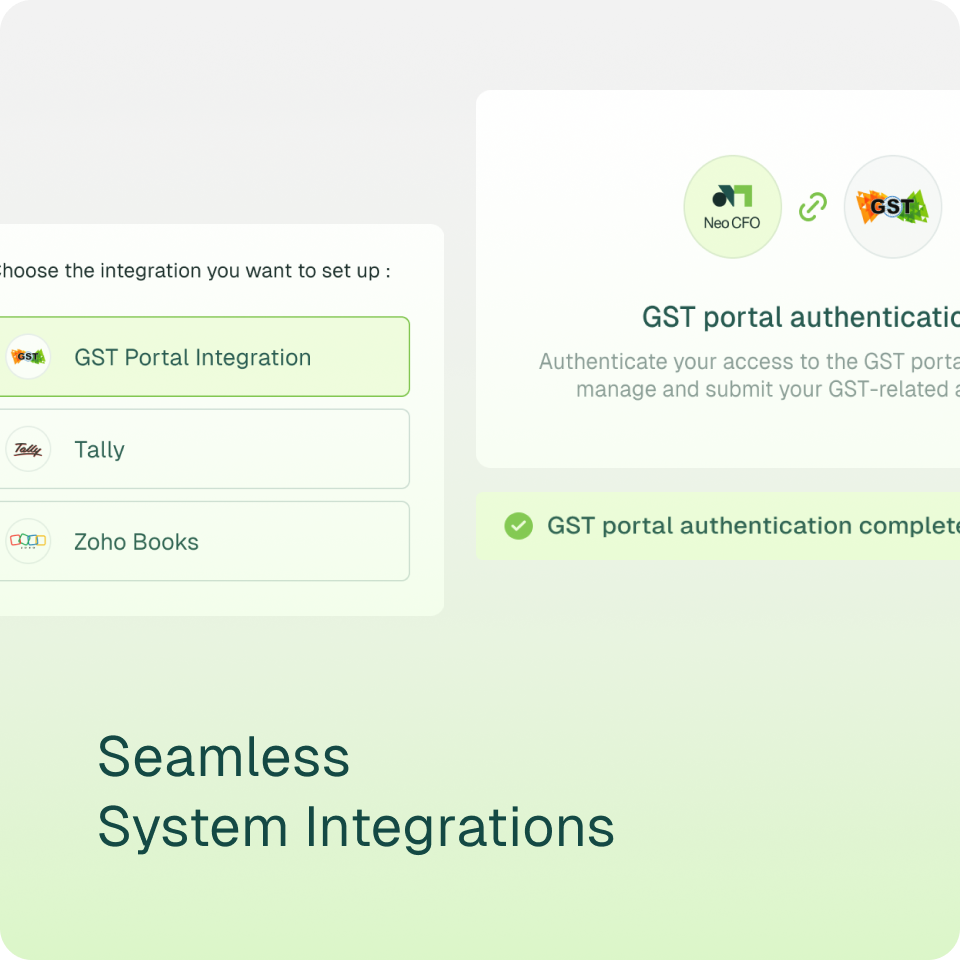 hoose the integration you want to set up :
GST
GST Portal Integration
Tally
Tally
ZOHO
Zoho Books
Neo CFO
GST
GST portal authenticatio
Authenticate your access to the GST porta
manage and submit your GST-related a
GST portal authentication complete
Seamless
System Integrations